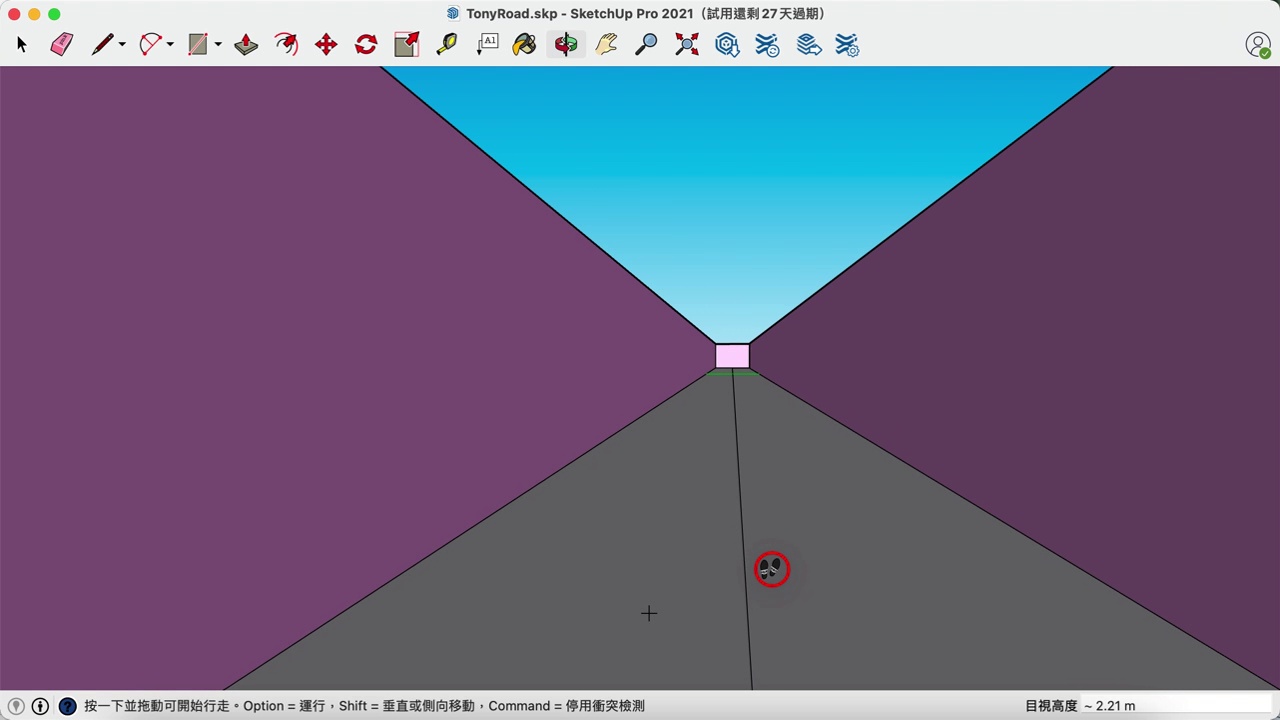 TonyRoad.skp - SketchUp Pro 2021（試用還剩 27 天過期）
A1
按一下並拖動可開始行走。Option = 運行，Shift = 垂直或側向移動，Command = 停用衝突檢測
目視高度 ~ 2.21 m